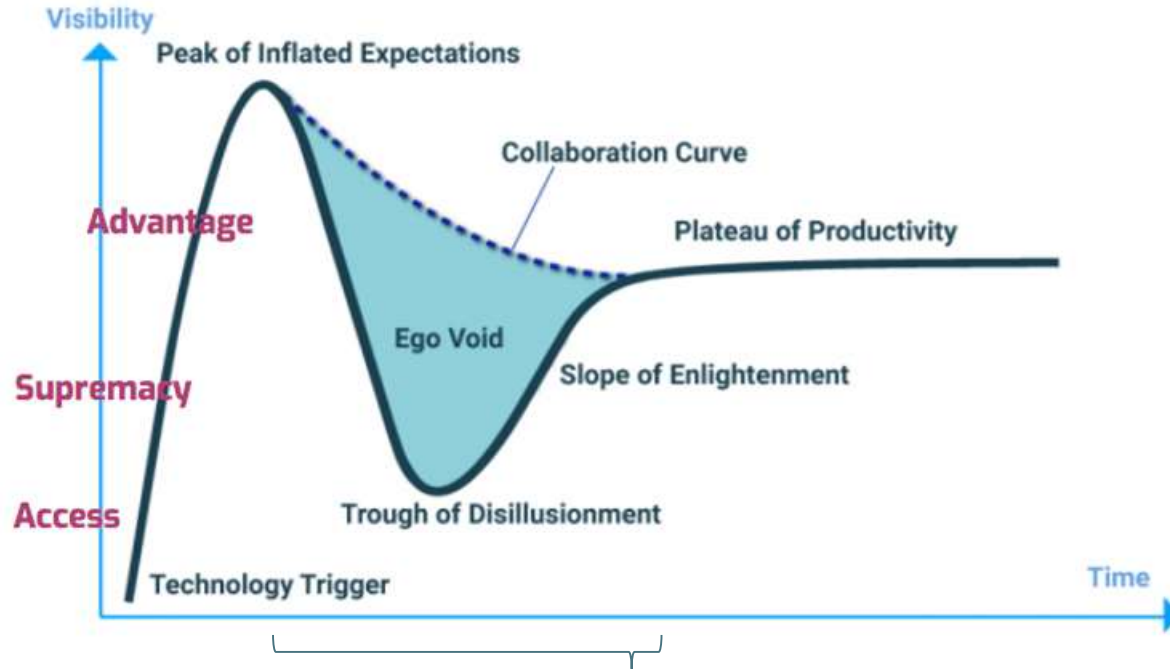 Visibility
Peak of Inflated Expectations
Collaboration Curve
Advantage
Plateau of Productivity
Ego Void
Supremacy
Slope of Enlightenment
Access
Trough of Disillusionment
Technology Trigger
Time